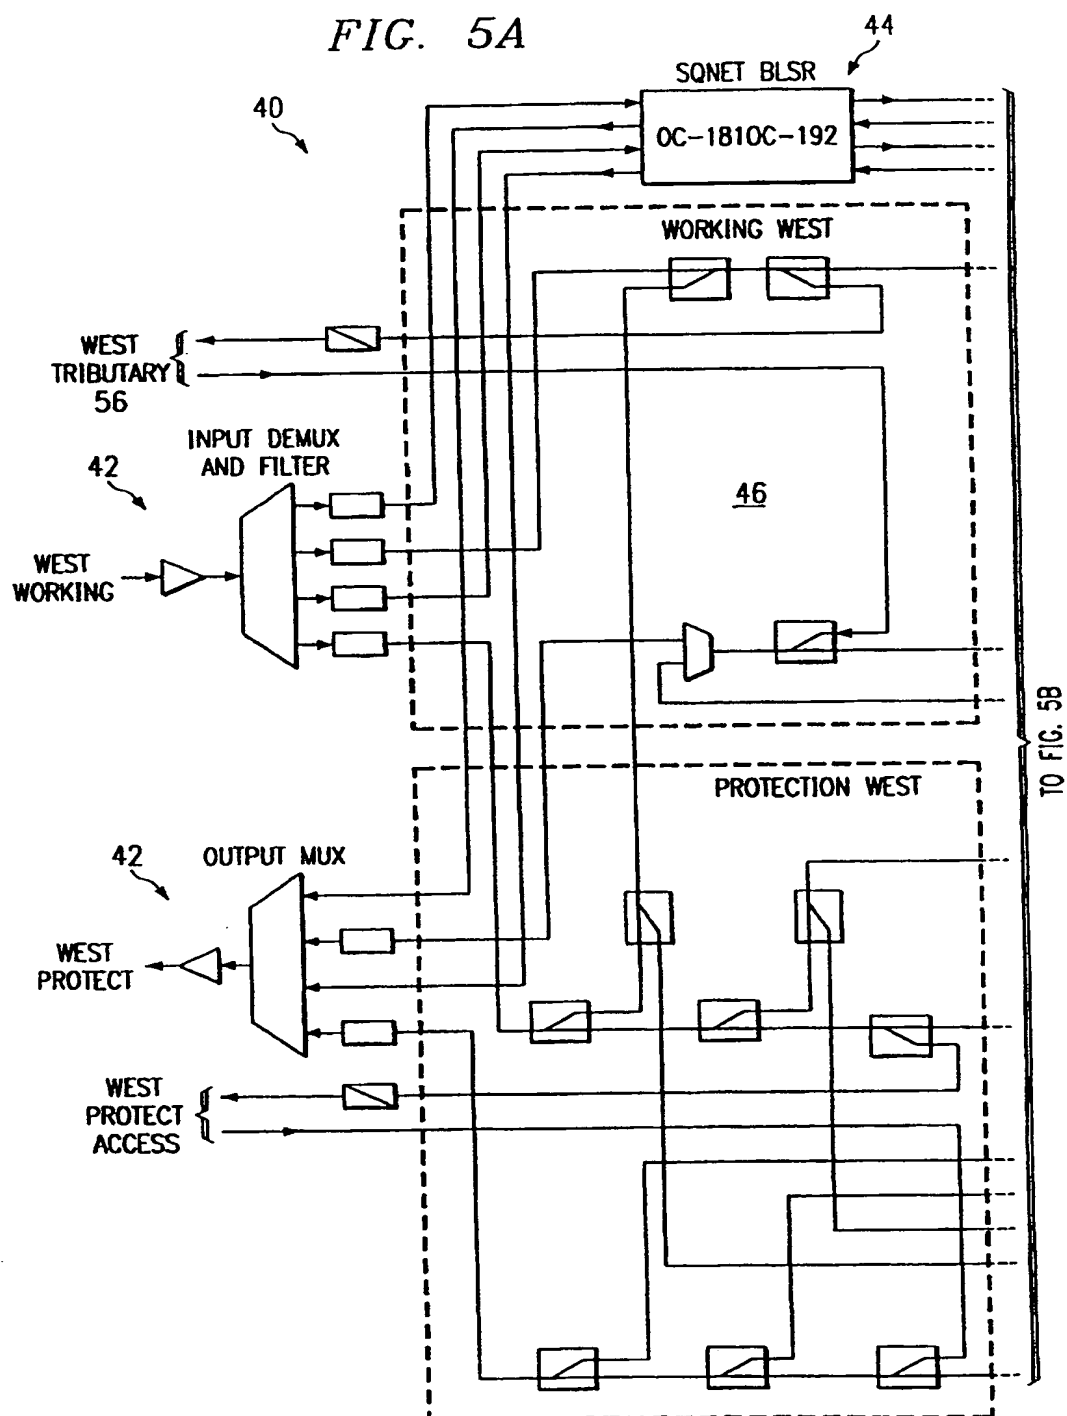 FIG. 5A
44
SQNET BLSR
40
OC-181OC-192
WORKING WEST
WEST
TRIBUTARY
56
INPUT DEMUX
AND FILTER
42
46
WEST
WORKING
TO FIG. 5B
PROTECTION WEST
42
OUTPUT MUX
WEST
PROTECT
WEST
PROTECT
ACCESS